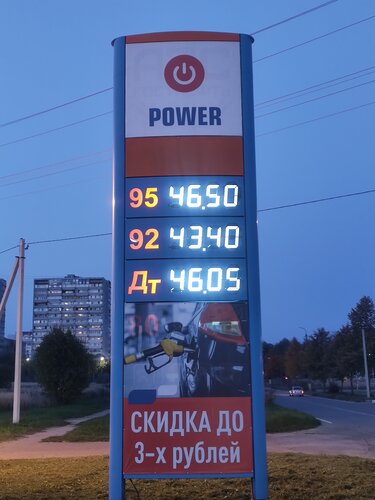 POWER
95 46.50
92 43.40
Дт 46.05
СКИДКА ДО
3-х рублей